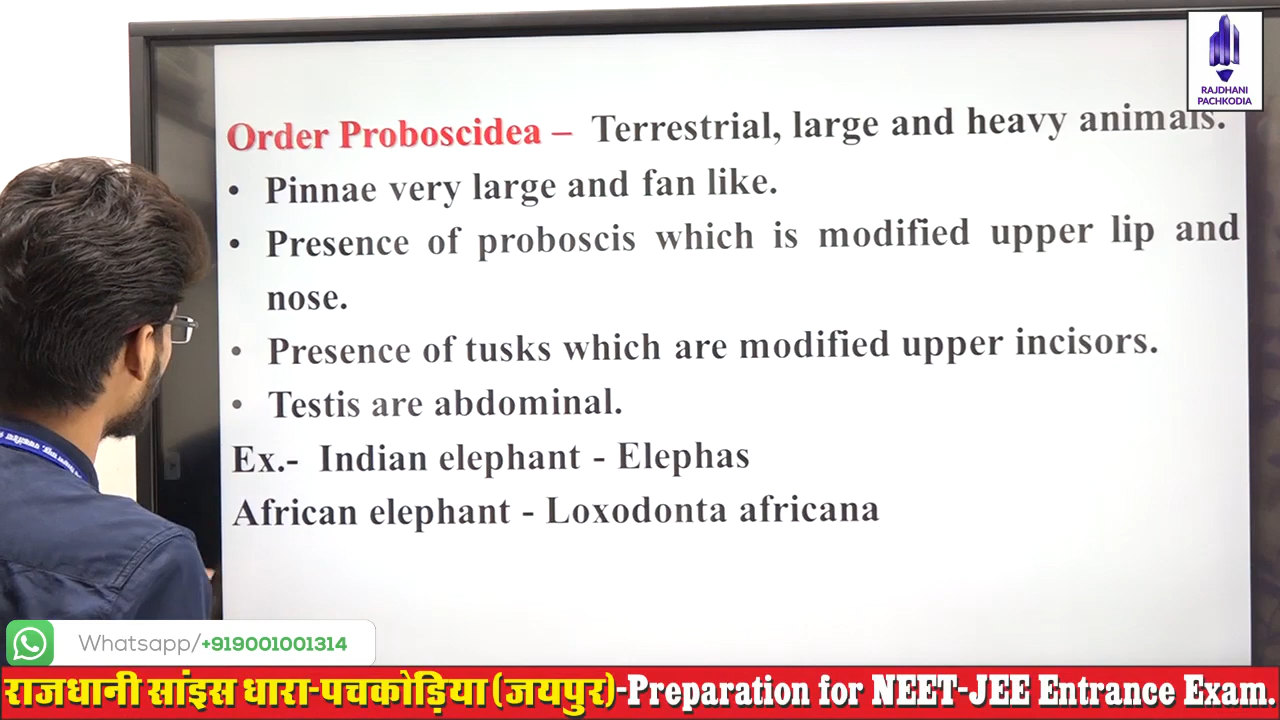 RAJDHANI
PACHKODIA
Order Proboscidea – Terrestrial, large and heavy animals.
• Pinnae very large and fan like.
• Presence of proboscis which is modified upper lip and
nose.
• Presence of tusks which are modified upper incisors.
• Testis are abdominal.
Ex.- Indian elephant - Elephas
African elephant - Loxodonta africana
Whatsapp/+919001001314
राजधानी सांइस धारा-पचकोड़िया (जयपुर)-Preparation for NEET-JEE Entrance Exam.